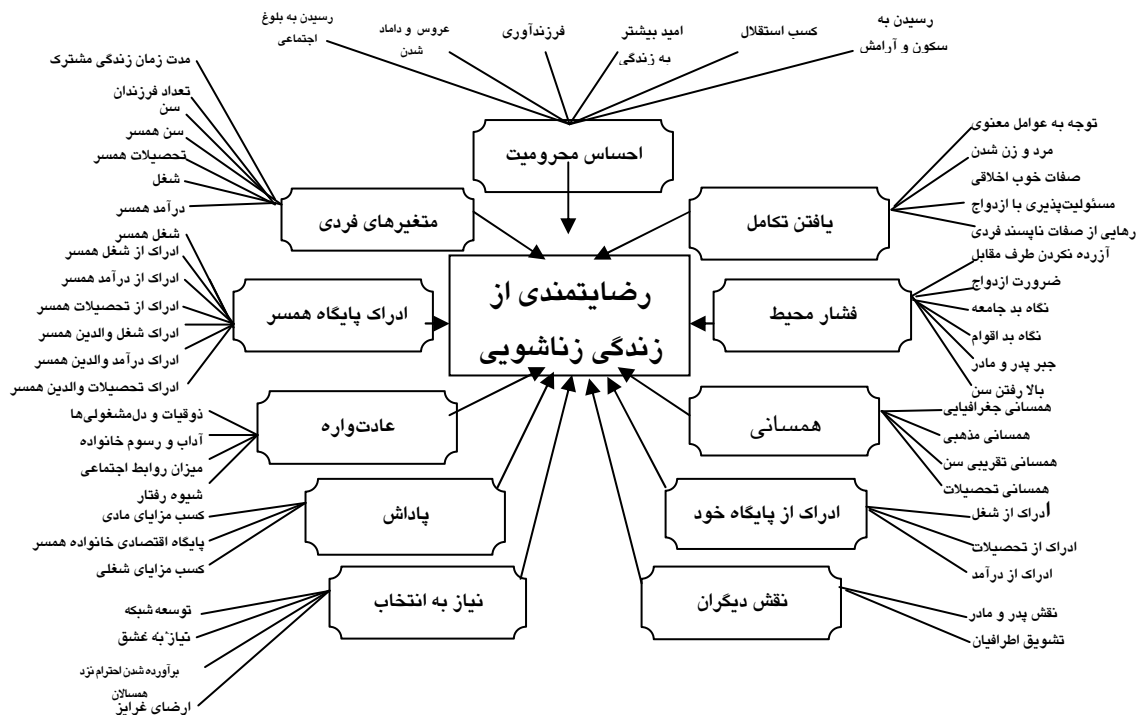 رسیدن به
سکون و آرامش
کسب استقلال
امید بیشتر
به زندگی
فرزندآوری
عروس و داماد
شدن
رسیدن به بلوغ
اجتماعی
احساس محرومیت
یافتن تکامل
توجه به عوامل معنوی
مرد و زن شدن
صفات خوب اخلاقی
مسئولیت‌پذیری با ازدواج
رهایی از صفات ناپسند فردی
فشار محیط
آزرده نکردن طرف مقابل
ضرورت ازدواج
نگاه بد جامعه
نگاه بد اقوام
جبر پدر و مادر
بالا رفتن سن
همسانی
همسانی جغرافیایی
همسانی مذهبی
همسانی تقریبی سن
همسانی تحصیلات
ادراک از پایگاه خود
أدراک از شغل
ادراک از تحصیلات
ادراک از درآمد
نقش دیگران
نقش پدر و مادر
تشویق اطرافیان
رضایتمندی از
زندگی زناشویی
متغیرهای فردی
مدت زمان زندگی مشترک
تعداد فرزندان
سن
سن همسر
تحصیلات همسر
شغل
درآمد همسر
شغل همسر
ادراک پایگاه همسر
ادراک از شغل همسر
ادراک از درآمد همسر
ادراک از تحصیلات همسر
ادراک شغل والدین همسر
ادراک درآمد والدین همسر
ادراک تحصیلات والدین همسر
عادت‌واره
ذوقیات و دل‌مشغولی‌ها
آداب و رسوم خانواده
میزان روابط اجتماعی
شیوه رفتار
پاداش
کسب مزایای مادی
پایگاه اقتصادی خانواده همسر
کسب مزایای شغلی
نیاز به انتخاب
توسعه شبکه
نیاز به عشق
برآورده شدن احترام نزد
همسالان
ارضای غرایز